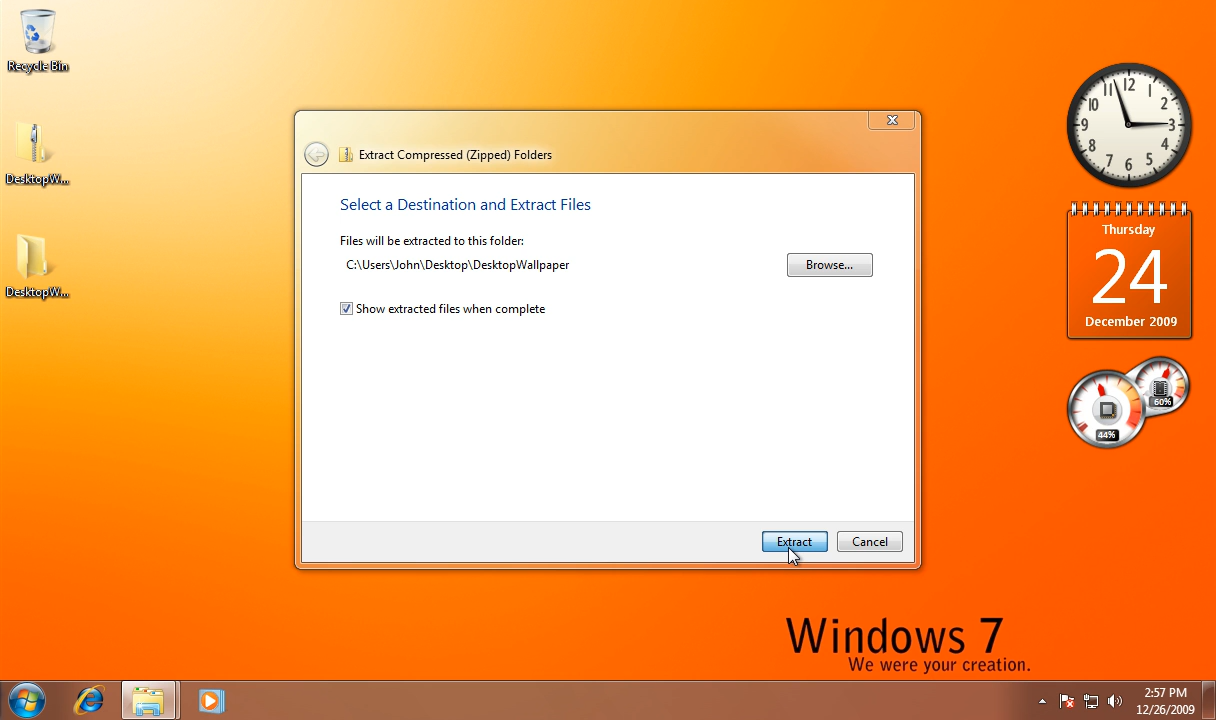 Recycle Bin
DesktopW...
DesktopW...
Extract Compressed (Zipped) Folders
Select a Destination and Extract Files
Files will be extracted to this folder:
C:\Users\John\Desktop\DesktopWallpaper
Browse...
Show extracted files when complete
Extract
Cancel
12
1
2
3
4
5
6
7
8
9
10
11
Thursday
24
December 2009
60%
44%
Windows 7
We were your creation.
2:57 PM
12/26/2009